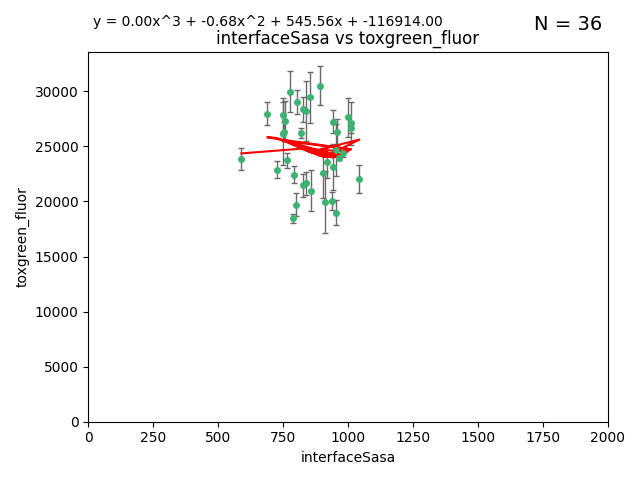 y = 0.00x^3 + -0.68x^2 + 545.56x + -116914.00
N = 36
interfaceSasa vs toxgreen_fluor
30000
25000
20000
15000
10000
5000
0
toxgreen_fluor
0 250 500 750 1000 1250 1500 1750 2000
interfaceSasa